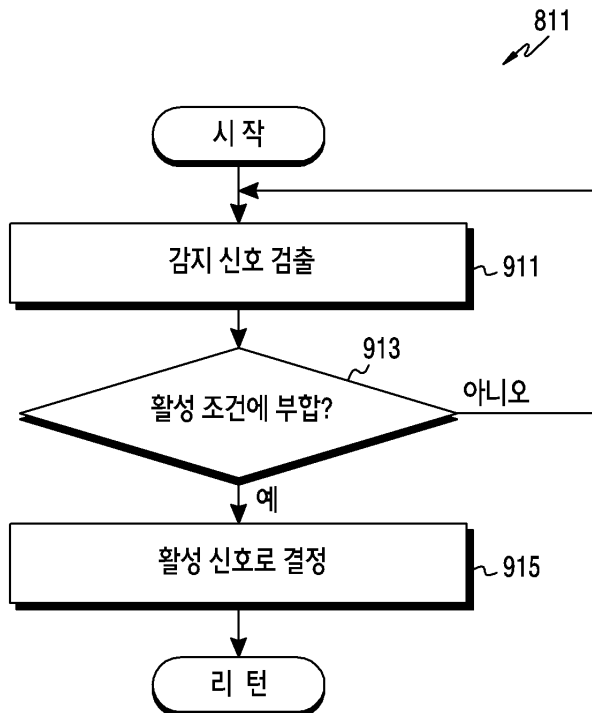 811
시 작
감지 신호 검출
911
913
활성 조건에 부합?
아니오
예
활성 신호로 결정
915
리 턴